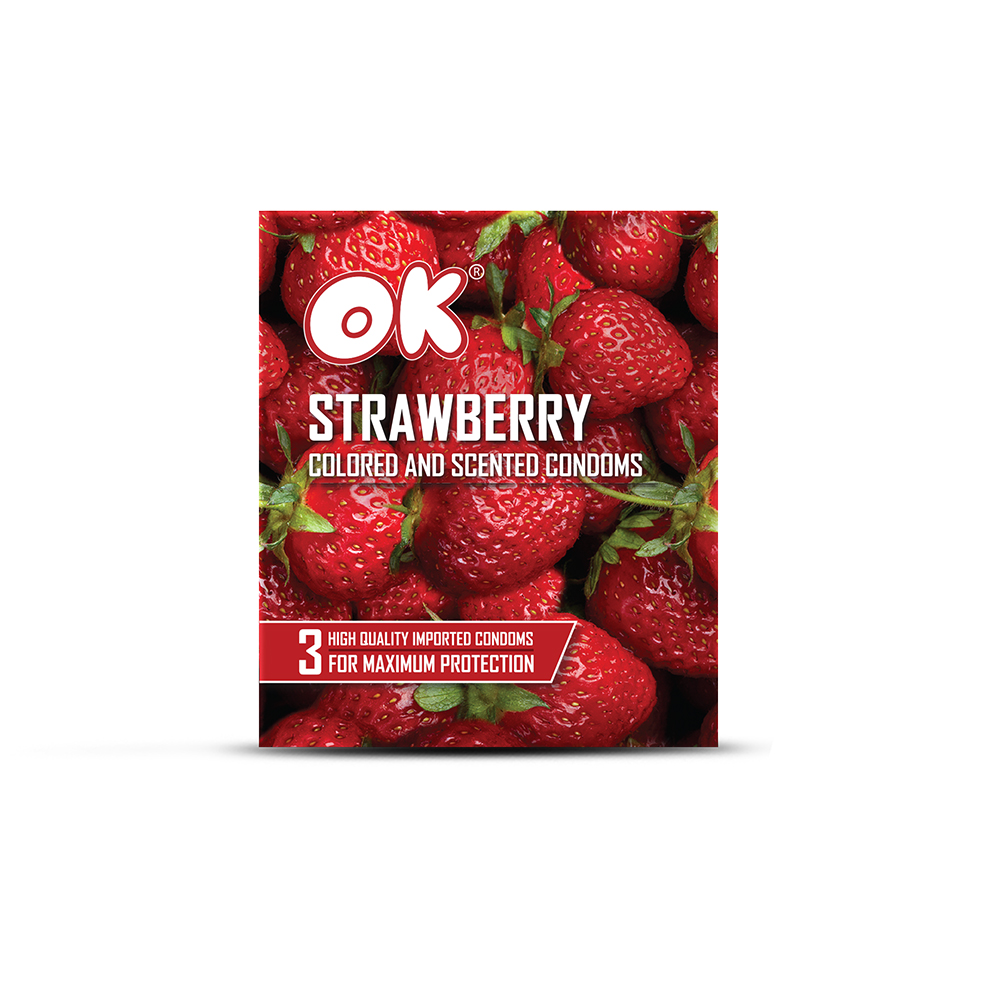 OK®
STRAWBERRY
COLORED AND SCENTED CONDOMS
3 HIGH QUALITY IMPORTED CONDOMS
FOR MAXIMUM PROTECTION